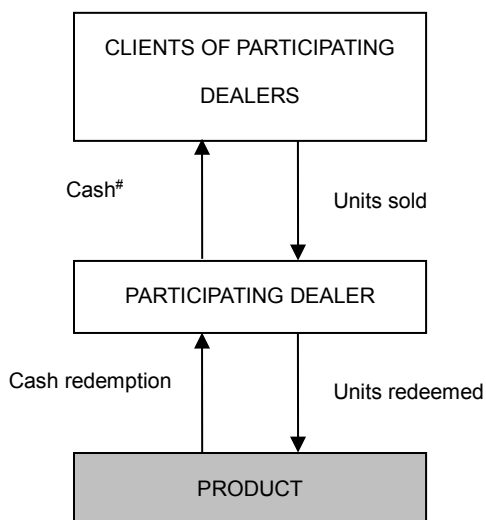 CLIENTS OF PARTICIPATING
DEALERS
Cash#
Units sold
PARTICIPATING DEALER
Cash redemption
Units redeemed
PRODUCT